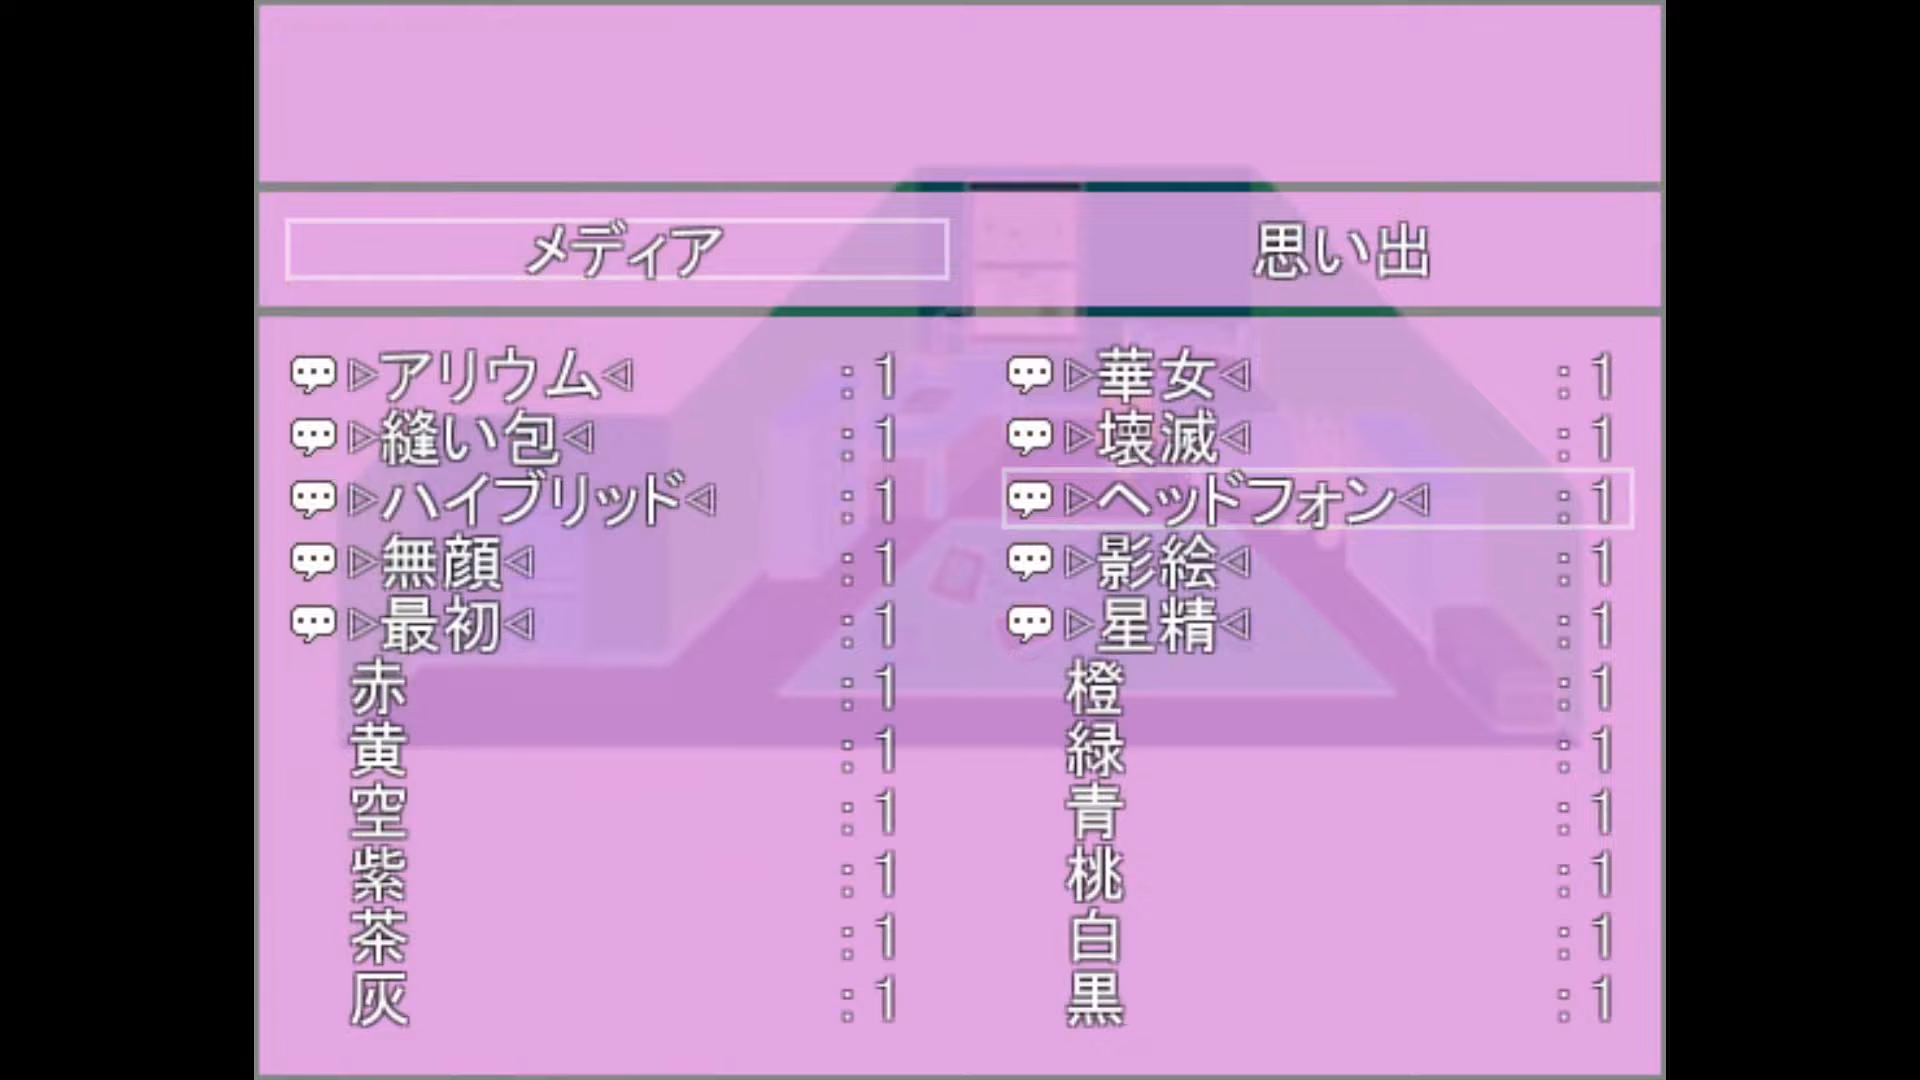 メディア 思い出
▷アリウム◁ : 1 ▷華女◁ : 1
▷縫い包◁ : 1 ▷壊滅◁ : 1
▷ハイブリッド◁ : 1 ▷ヘッドフォン◁ : 1
▷無顔◁ : 1 ▷影絵◁ : 1
▷最初◁ : 1 ▷星精◁ : 1
赤 : 1 橙 : 1
黄 : 1 緑 : 1
空 : 1 青 : 1
紫 : 1 桃 : 1
茶 : 1 白 : 1
灰 : 1 黒 : 1